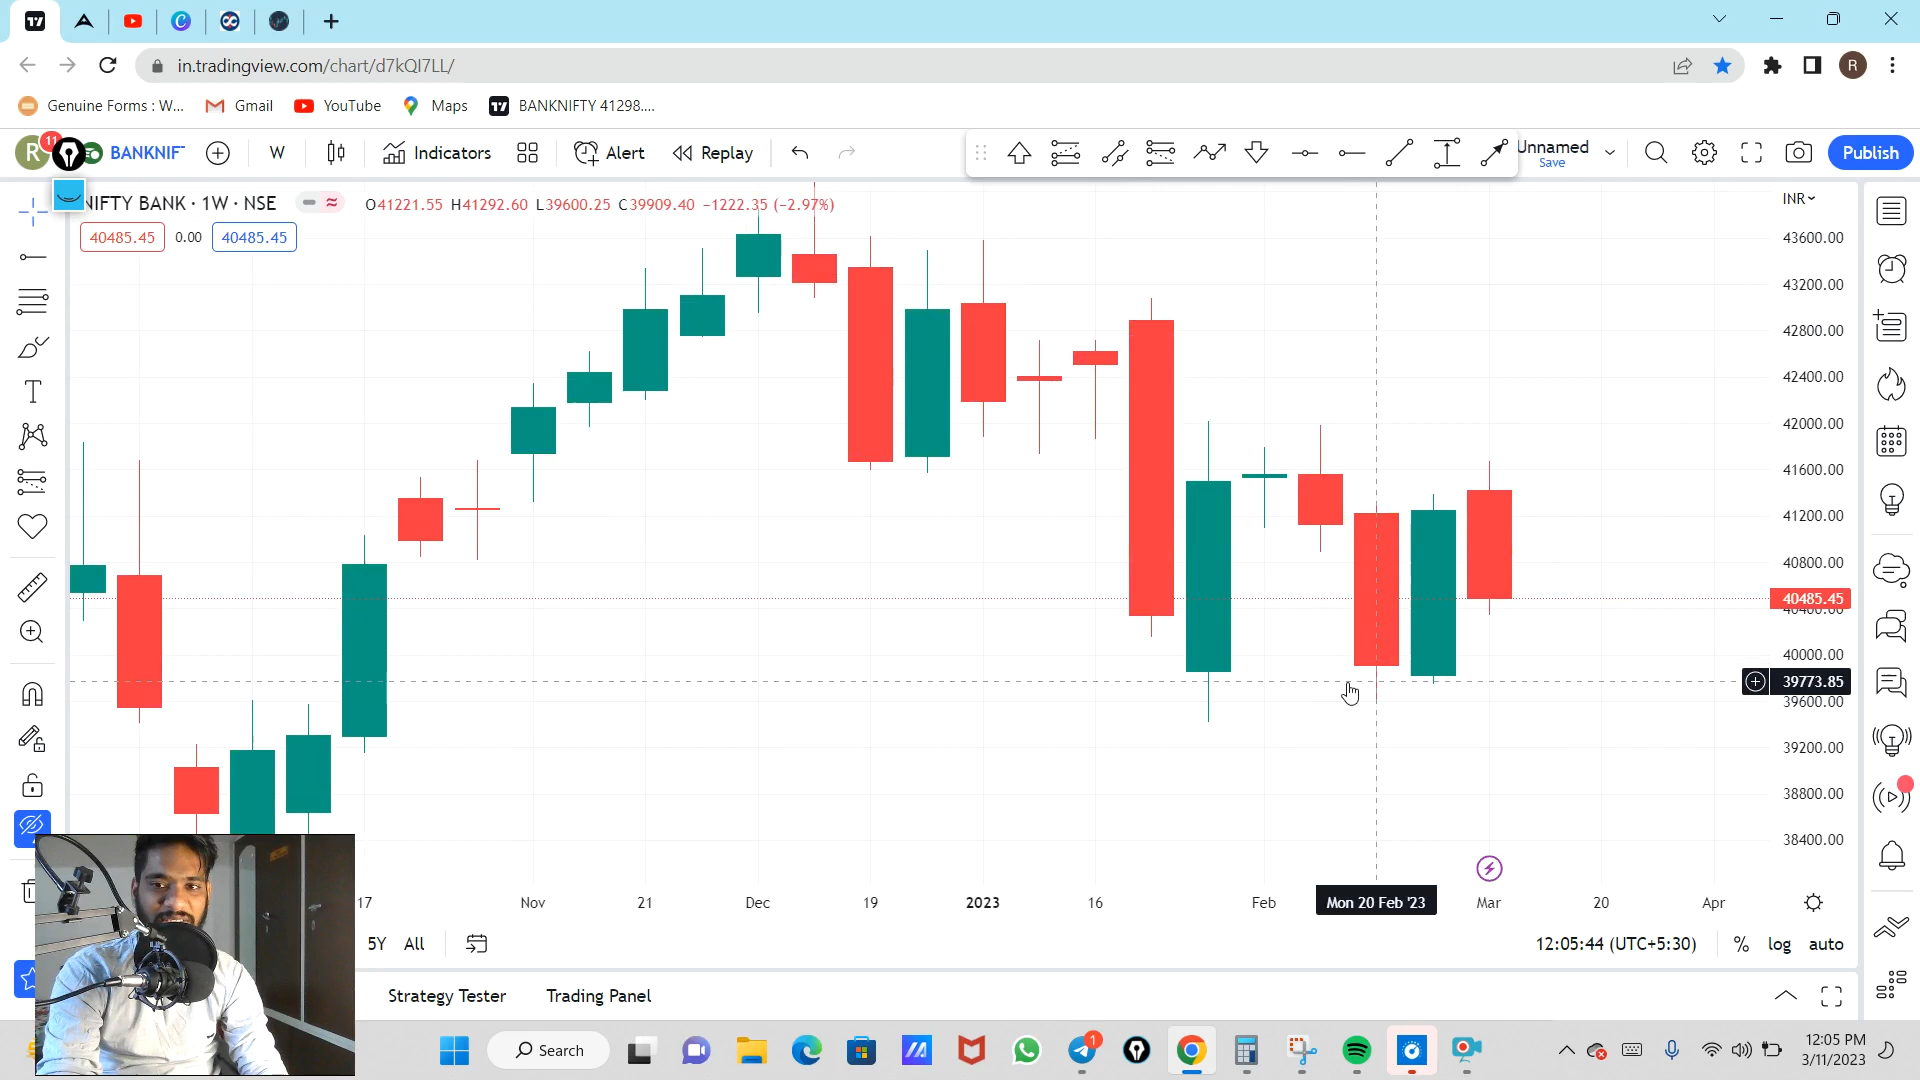 in.tradingview.com/chart/d7kQI7LL/
R
Genuine Forms : W...
Gmail
YouTube
Maps
BANKNIFTY 41298....
R
11
BANKNIF
W
Indicators
Alert
Replay
Unnamed
Save
Publish
NIFTY BANK · 1W · NSE
O41221.55 H41292.60 L39600.25 C39909.40 −1222.35 (−2.97%)
INR
40485.45
0.00
40485.45
43600.00
43200.00
42800.00
42400.00
42000.00
41600.00
41200.00
40800.00
40485.45
40400.00
40000.00
39773.85
39600.00
39200.00
38800.00
38400.00
17
Nov
21
Dec
19
2023
16
Feb
Mon 20 Feb '23
Mar
20
Apr
5Y
All
12:05:44 (UTC+5:30)
%
log
auto
Strategy Tester
Trading Panel
Search
1
12:05 PM
3/11/2023